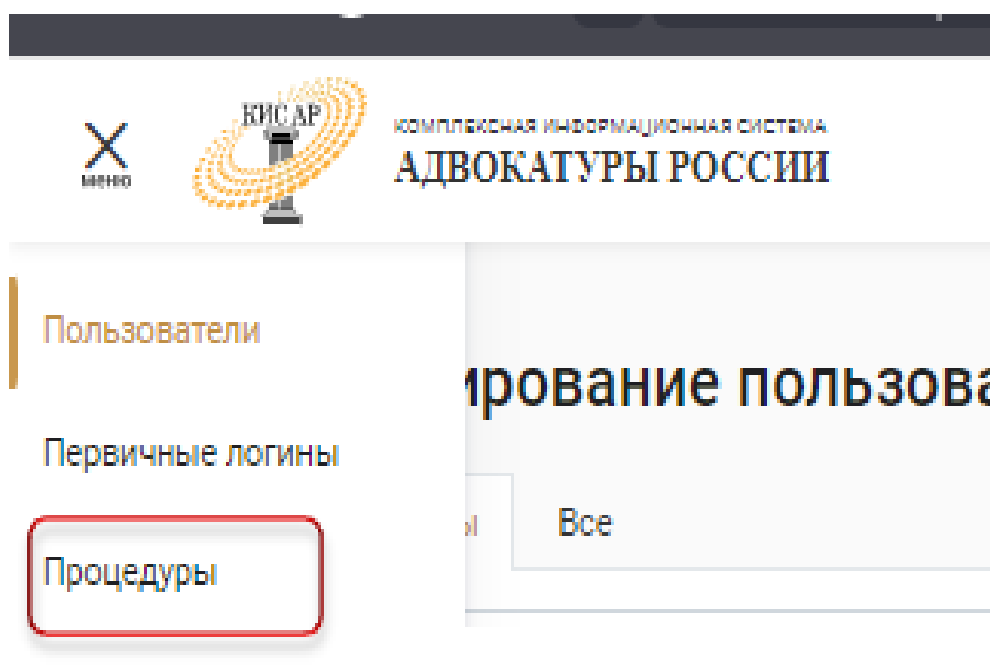 меню
КИС АР
КОМПЛЕКСНАЯ ИНФОРМАЦИОННАЯ СИСТЕМА
АДВОКАТУРЫ РОССИИ
Пользователи
ирование пользова
Первичные логины
ы
Все
Процедуры